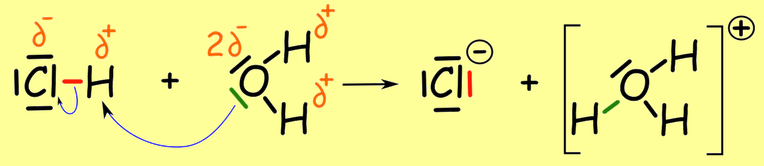 δ⁻ δ⁺ 2δ⁻ δ⁺
Cl H + O H H δ⁺ → Cl ⊖ + [H O H H] ⊕